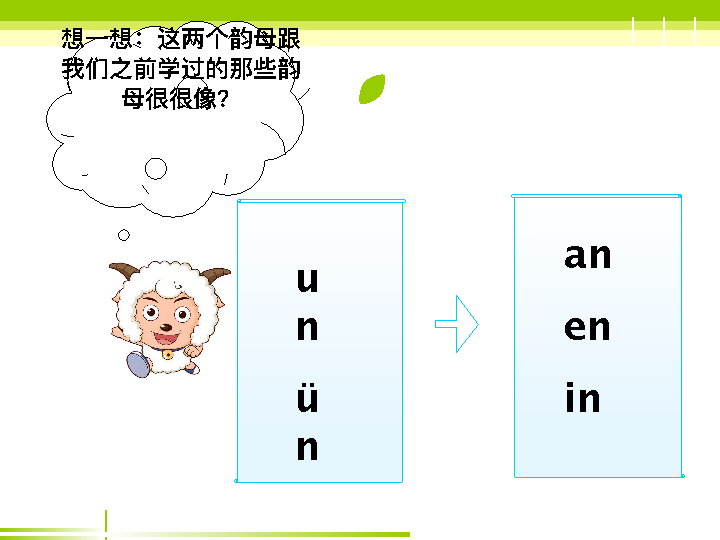 想一想：这两个韵母跟
我们之前学过的那些韵
母很很像？
u
n
ü
n
an
en
in